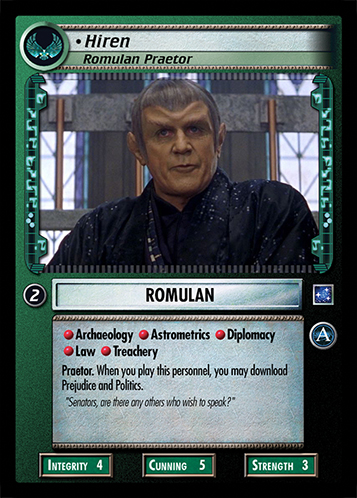 • Hiren
Romulan Praetor
2
ROMULAN
A
Archaeology Astrometrics Diplomacy
Law Treachery
Praetor. When you play this personnel, you may download
Prejudice and Politics.
"Senators, are there any others who wish to speak?"
INTEGRITY 4 CUNNING 5 STRENGTH 3